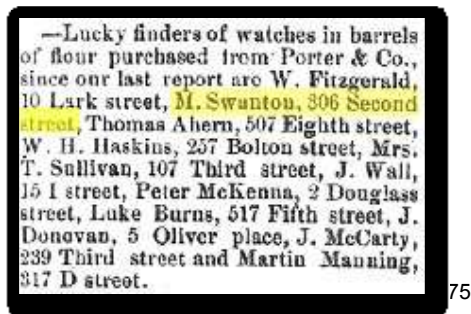 —Lucky finders of watches in barrels
of flour purchased from Porter & Co.,
since our last report are W. Fitzgerald,
10 Lark street, M. Swanton, 306 Second
street, Thomas Ahern, 507 Eighth street,
W. H. Haskins, 257 Bolton street, Mrs.
T. Sullivan, 107 Third street, J. Wall,
15 I street, Peter McKenna, 2 Douglass
street, Luke Burns, 517 Fifth street, J.
Donovan, 5 Oliver place, J. McCarty,
239 Third street and Martin Manning,
317 D street.
75